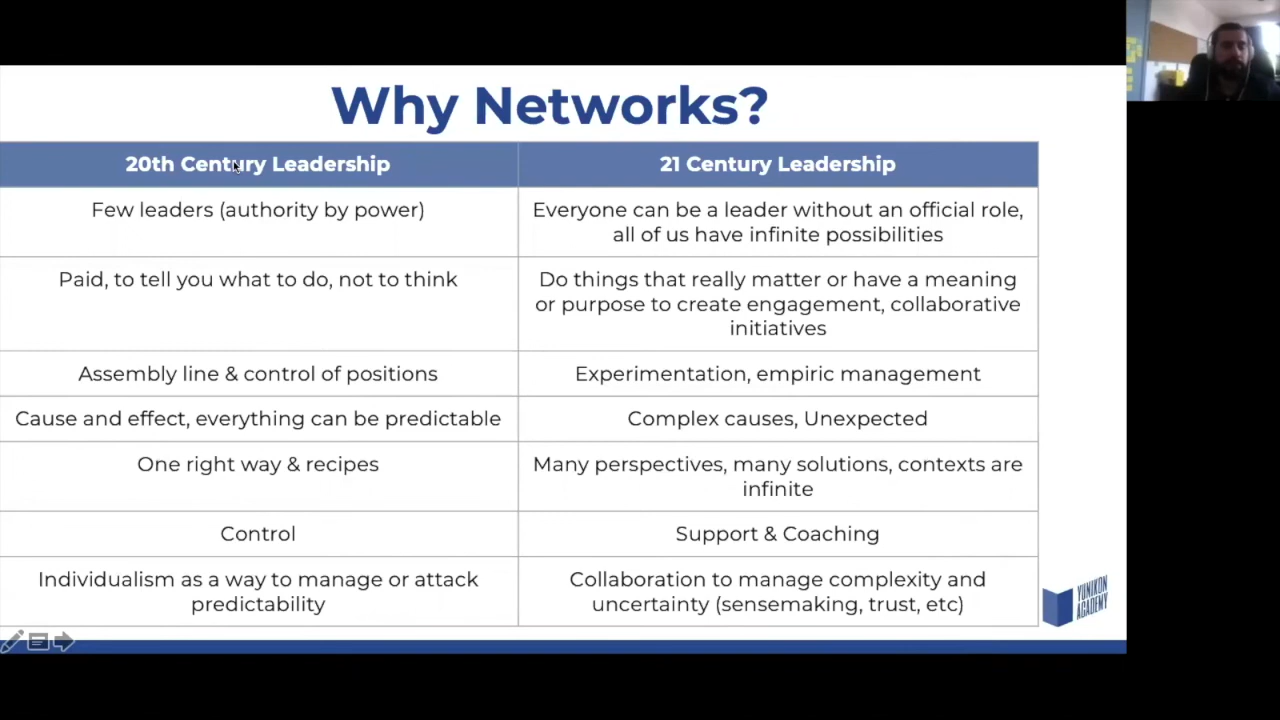 Why Networks?
20th Century Leadership
21 Century Leadership
Few leaders (authority by power)
Everyone can be a leader without an official role,
all of us have infinite possibilities
Paid, to tell you what to do, not to think
Do things that really matter or have a meaning
or purpose to create engagement, collaborative
initiatives
Assembly line & control of positions
Experimentation, empiric management
Cause and effect, everything can be predictable
Complex causes, Unexpected
One right way & recipes
Many perspectives, many solutions, contexts are
infinite
Control
Support & Coaching
Individualism as a way to manage or attack
predictability
Collaboration to manage complexity and
uncertainty (sensemaking, trust, etc)
YUNIKON
ACADEMY